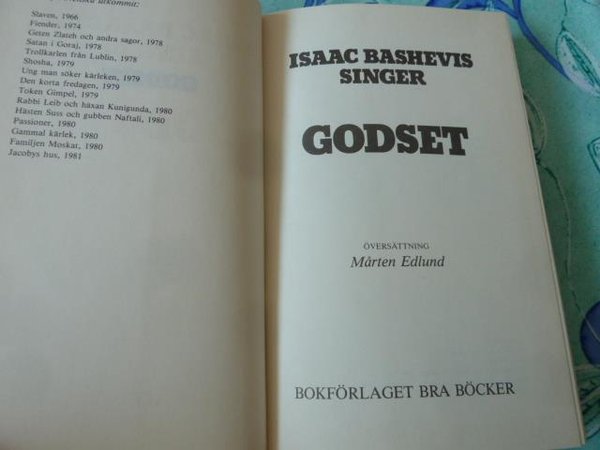 svenska utkommit:
Slaven, 1966
Fiender, 1974
Geten Zlateh och andra sagor, 1978
Satan i Goraj, 1978
Trollkarlen från Lublin, 1978
Shosha, 1979
Ung man söker kärleken, 1979
Den korta fredagen, 1979
Token Gimpel, 1979
Rabbi Leib och häxan Kunigunda, 1980
Hästen Suss och gubben Naftali, 1980
Passioner, 1980
Gammal kärlek, 1980
Familjen Moskat, 1980
Jacobys hus, 1981
ISAAC BASHEVIS
SINGER
GODSET
ÖVERSÄTTNING
Mårten Edlund
BOKFÖRLAGET BRA BÖCKER